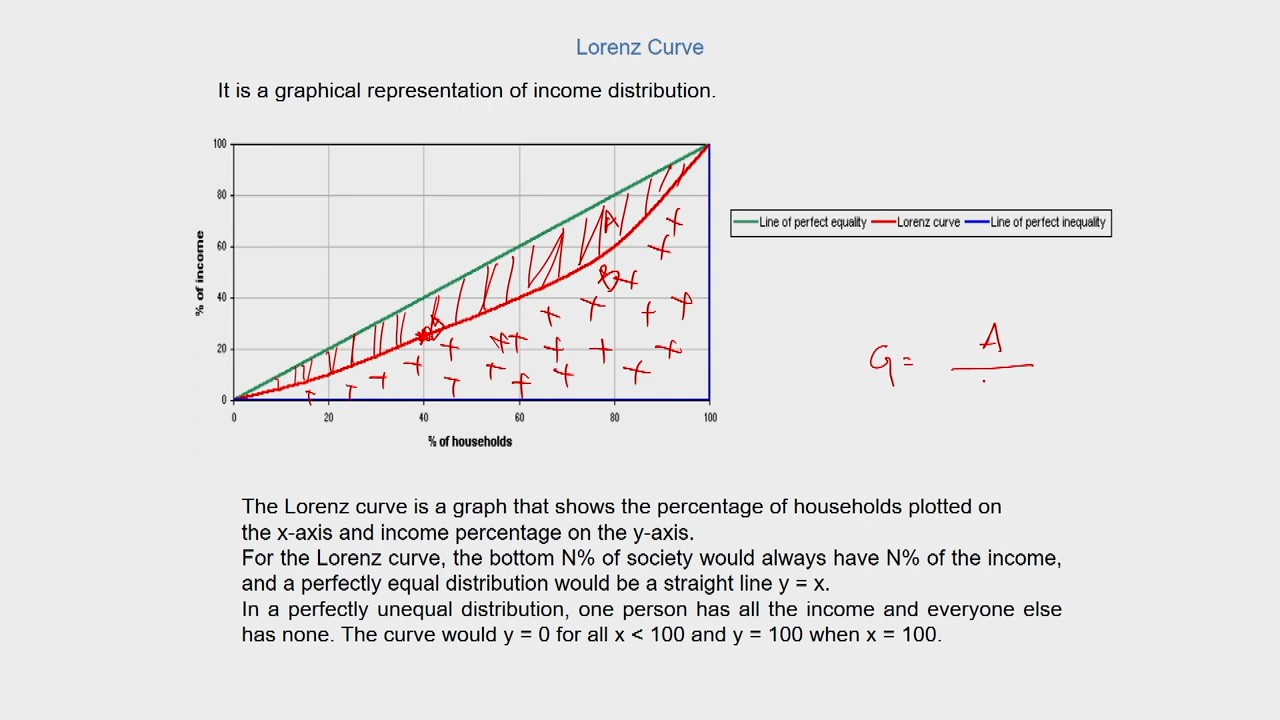 Lorenz Curve
It is a graphical representation of income distribution.
100
80
60
40
20
0
% of income
0 20 40 60 80 100
% of households
A
B
Line of perfect equality Lorenz curve Line of perfect inequality
G = A
The Lorenz curve is a graph that shows the percentage of households plotted on
the x-axis and income percentage on the y-axis.
For the Lorenz curve, the bottom N% of society would always have N% of the income,
and a perfectly equal distribution would be a straight line y = x.
In a perfectly unequal distribution, one person has all the income and everyone else
has none. The curve would y = 0 for all x < 100 and y = 100 when x = 100.